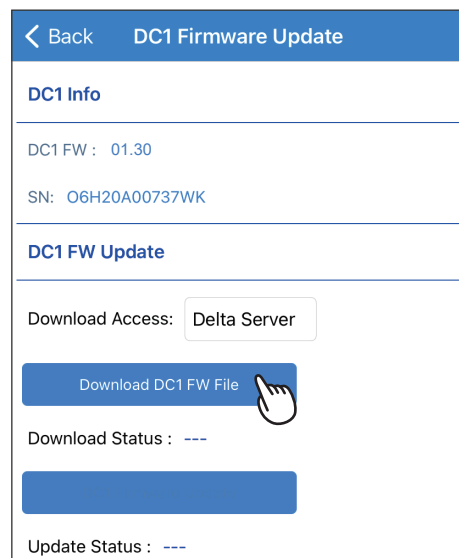 Back DC1 Firmware Update
DC1 Info
DC1 FW : 01.30
SN: O6H20A00737WK
DC1 FW Update
Download Access: Delta Server
Download DC1 FW File
Download Status : ---
Update Status : ---